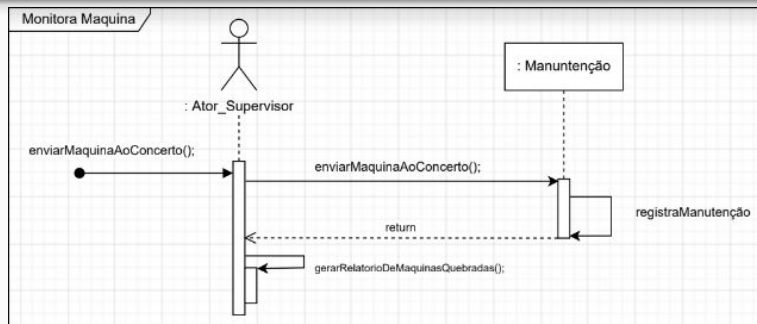 Monitora Maquina
: Manuntenção
: Ator_Supervisor
enviarMaquinaAoConcerto();
enviarMaquinaAoConcerto();
registraManutenção
return
gerarRelatorioDeMaquinasQuebradas();